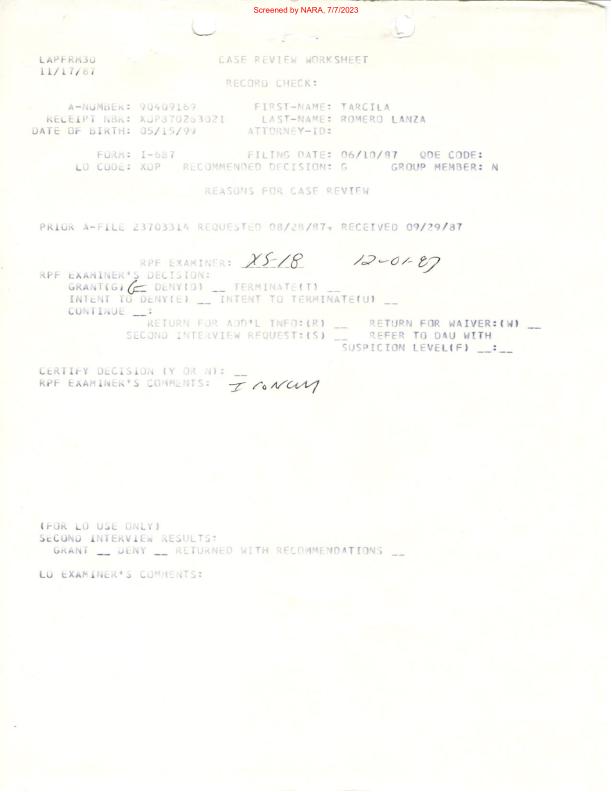 Screened by NARA, 7/7/2023
LAPFRM30 CASE REVIEW WORKSHEET
11/17/87
RECORD CHECK:
A-NUMBER: 90409169 FIRST-NAME: TARCILA
RECEIPT NBR: XOP870263021 LAST-NAME: ROMERO LANZA
DATE OF BIRTH: 05/15/99 ATTORNEY-ID:
FORM: I-687 FILING DATE: 06/10/87 QDE CODE:
LO CODE: XOP RECOMMENDED DECISION: G GROUP MEMBER: N
REASONS FOR CASE REVIEW
PRIOR A-FILE 23703314 REQUESTED 08/28/87, RECEIVED 09/29/87
RPF EXAMINER: XS-18 12-01-87
RPF EXAMINER'S DECISION:
GRANT(G) G DENY(D) __ TERMINATE(T) __
INTENT TO DENY(E) __ INTENT TO TERMINATE(U) __
CONTINUE __:
RETURN FOR ADD'L INFO:(R) __ RETURN FOR WAIVER:(W) __
SECOND INTERVIEW REQUEST:(S) __ REFER TO DAU WITH
SUSPICION LEVEL(F) __:__
CERTIFY DECISION (Y OR N): __
RPF EXAMINER'S COMMENTS: I concur
(FOR LO USE ONLY)
SECOND INTERVIEW RESULTS:
GRANT __ DENY __ RETURNED WITH RECOMMENDATIONS __
LO EXAMINER'S COMMENTS: